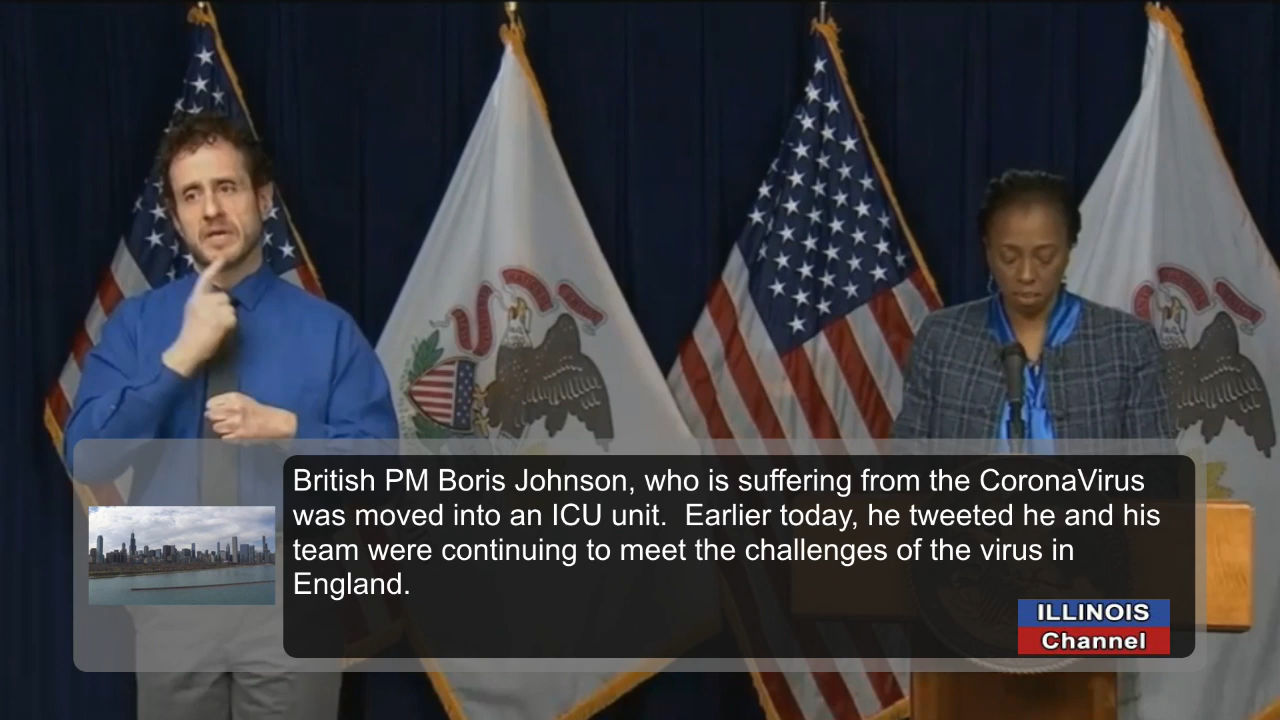 British PM Boris Johnson, who is suffering from the CoronaVirus
was moved into an ICU unit.  Earlier today, he tweeted he and his
team were continuing to meet the challenges of the virus in
England.
ILLINOIS
Channel